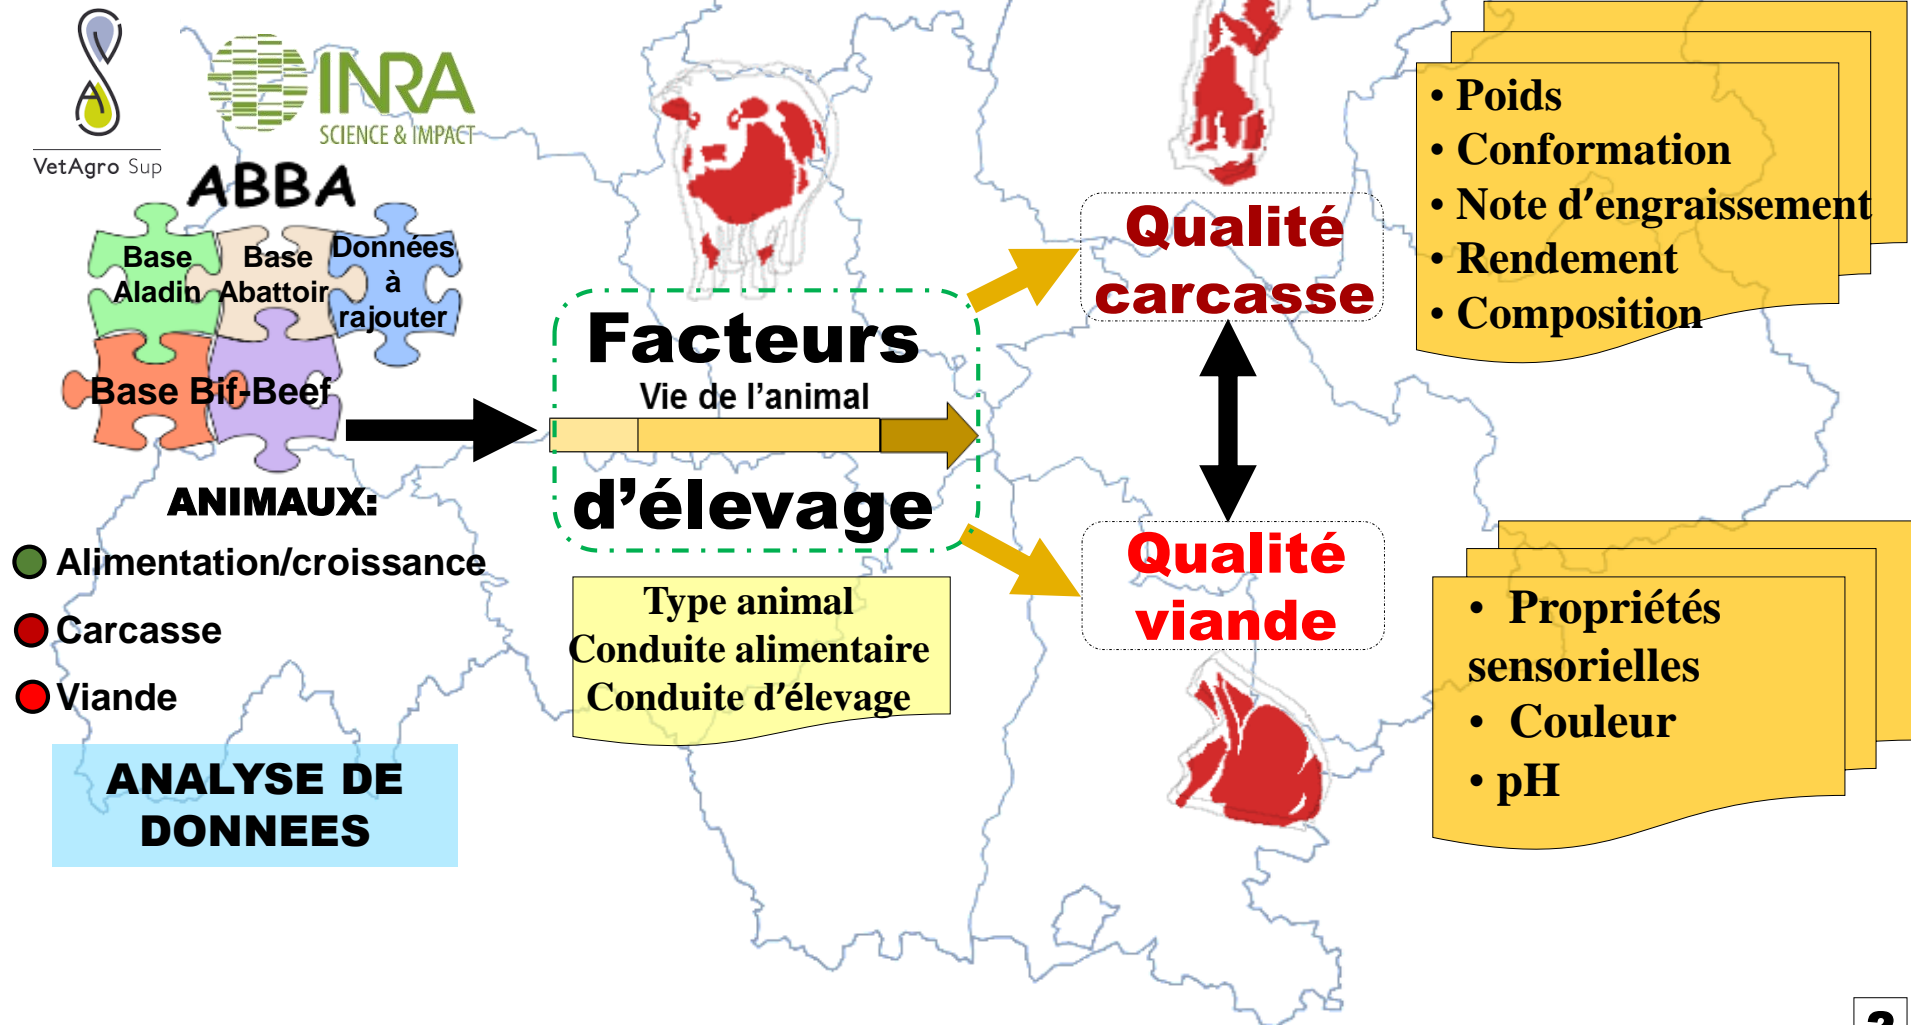 VetAgro Sup
INRA
SCIENCE & IMPACT
ABBA
Base
Aladin
Base
Abattoir
Données
à
rajouter
Base Bif-Beef
ANIMAUX:
Alimentation/croissance
Carcasse
Viande
ANALYSE DE
DONNEES
Facteurs
Vie de l'animal
d'élevage
Type animal
Conduite alimentaire
Conduite d'élevage
Qualité
carcasse
Qualité
viande
• Poids
• Conformation
• Note d'engraissement
• Rendement
• Composition
• Propriétés
sensorielles
• Couleur
• pH